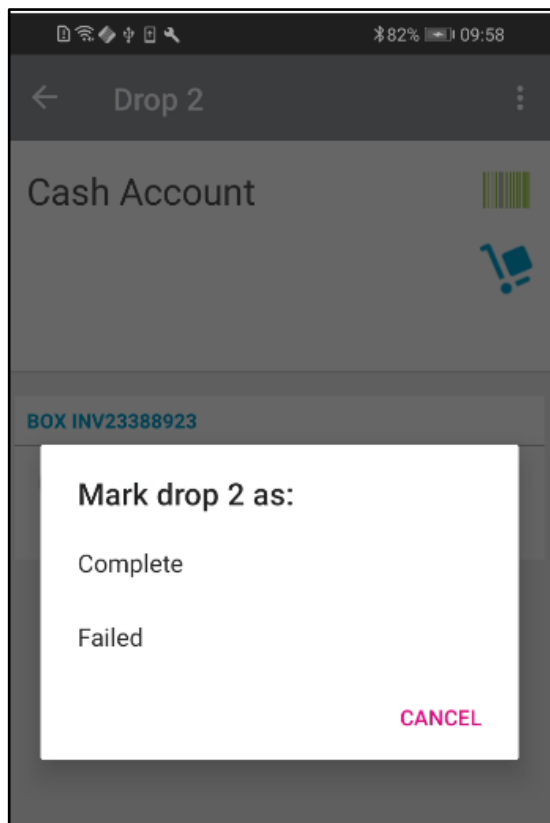 82% 09:58
Drop 2
Cash Account
BOX INV23388923
Mark drop 2 as:
Complete
Failed
CANCEL